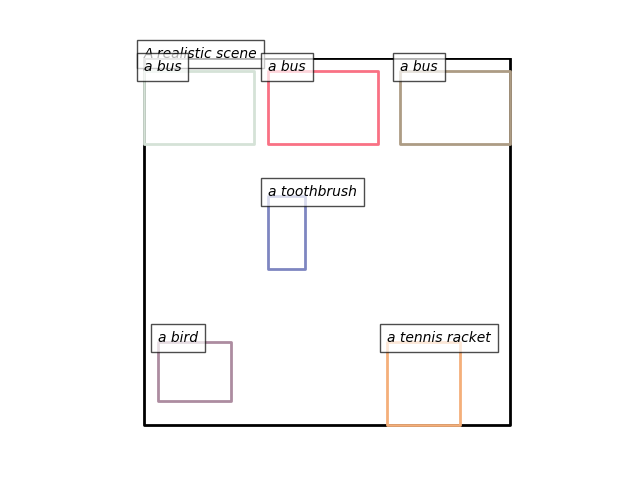 A realistic scene
a bus
a bus
a bus
a toothbrush
a bird
a tennis racket